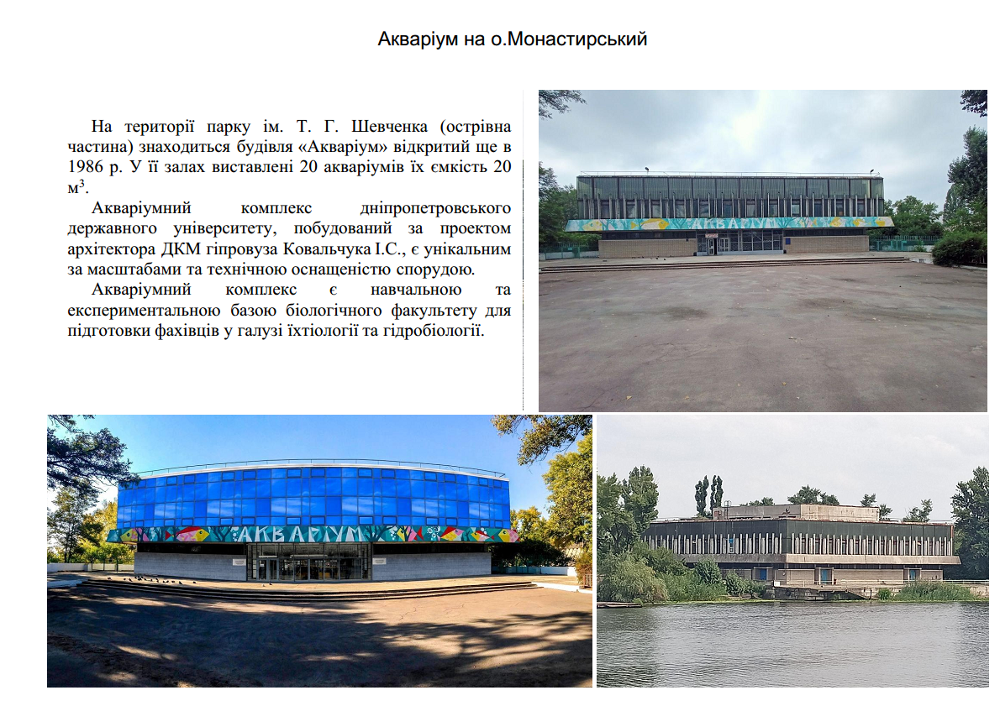 Акваріум на о.Монастирський
На території парку ім. Т. Г. Шевченка (острівна
частина) знаходиться будівля «Акваріум» відкритий ще в
1986 р. У її залах виставлені 20 акваріумів їх ємкість 20
м³.
Акваріумний комплекс дніпропетровського
державного університету, побудований за проектом
архітектора ДКМ гіпровуза Ковальчука І.С., є унікальним
за масштабами та технічною оснащеністю спорудою.
Акваріумний комплекс є навчальною та
експериментальною базою біологічного факультету для
підготовки фахівців у галузі їхтіології та гідробіології.
АКВАРІУМ
АКВАРІУМ